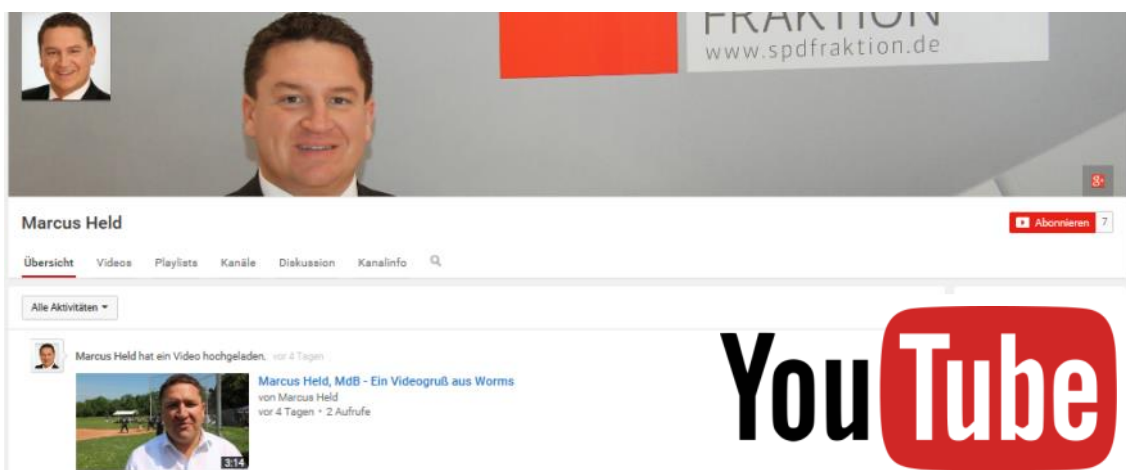 FRAKTION
www.spdfraktion.de
g+
Marcus Held
Abonnieren 7
Übersicht Videos Playlists Kanäle Diskussion Kanalinfo
Alle Aktivitäten
Marcus Held hat ein Video hochgeladen. vor 4 Tagen
Marcus Held, MdB - Ein Videogruß aus Worms
von Marcus Held
vor 4 Tagen • 2 Aufrufe
3:14
YouTube